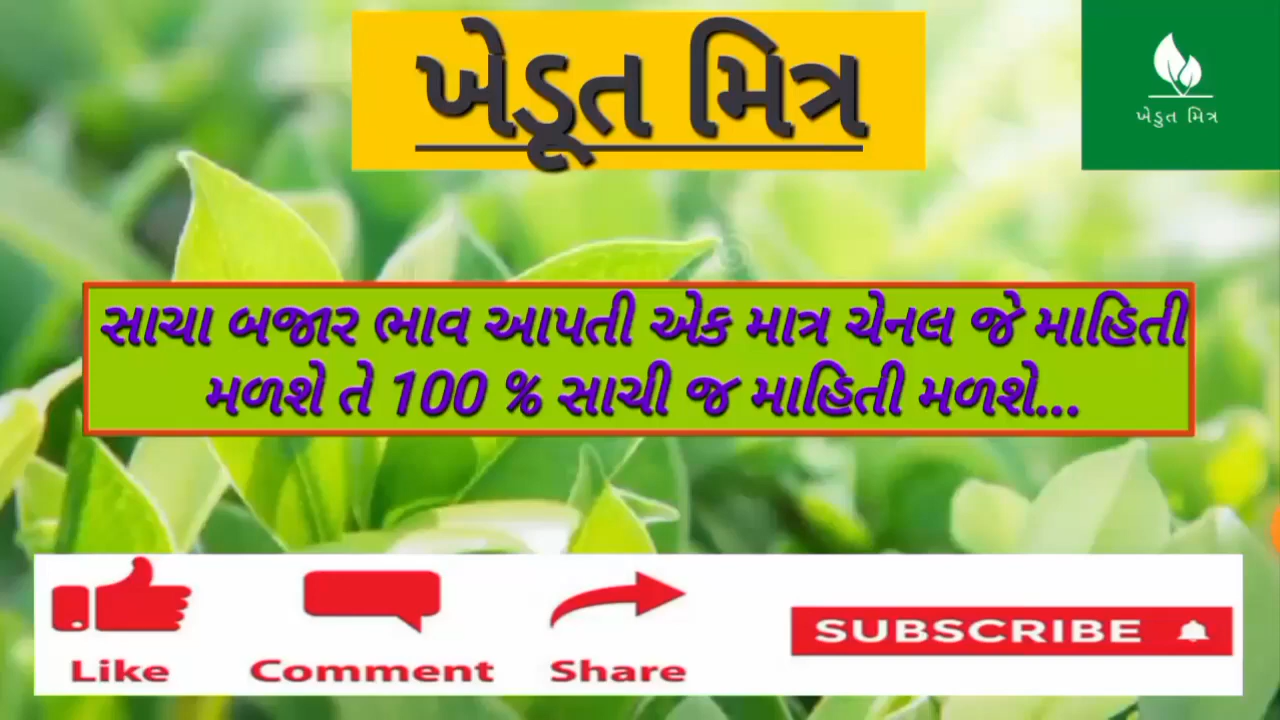 ખેડૂત મિત્ર
ખેડુત મિત્ર
સાચા બજાર ભાવ આપતી એક માત્ર ચેનલ જે માહિતી
મળશે તે 100 % સાચી જ માહિતી મળશે...
Like
Comment
Share
SUBSCRIBE